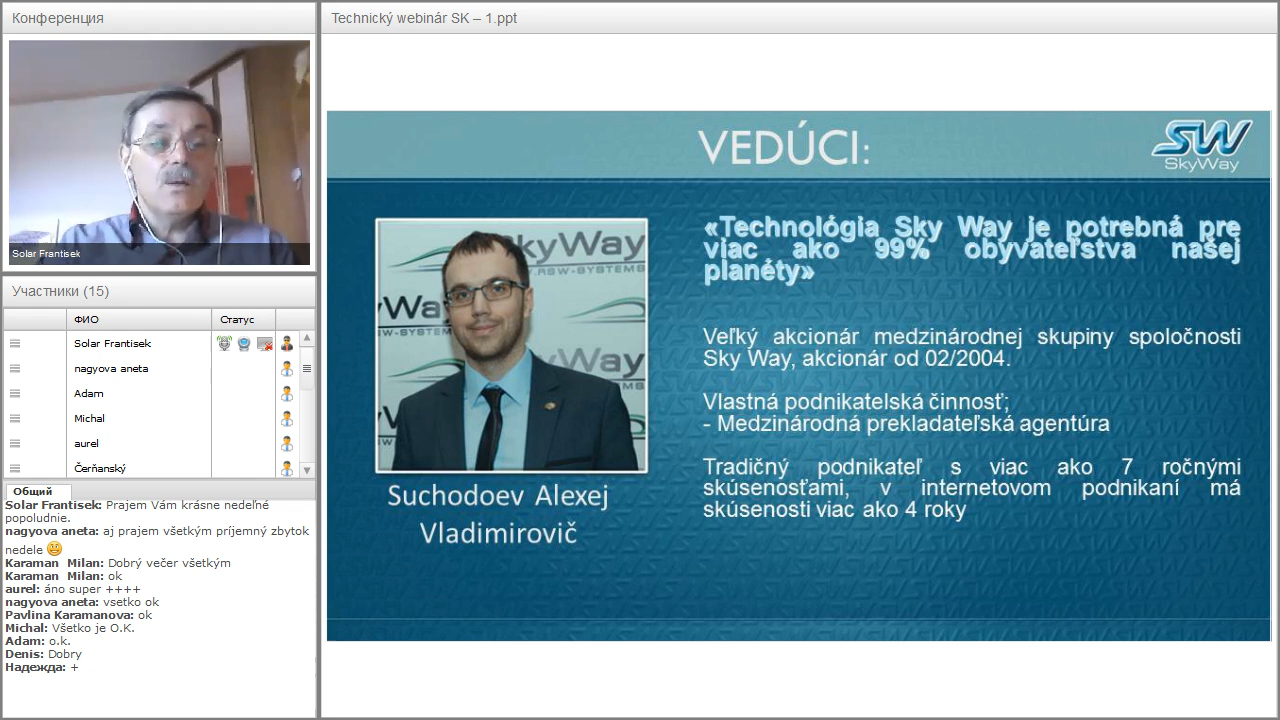 Конференция
Solar Frantisek
Участники (15)
ФИО
Статус
Solar Frantisek
nagyova aneta
Adam
Michal
aurel
Čerňanský
Общий
Solar Frantisek: Prajem Vám krásne nedeľné
popoludnie.
nagyova aneta: aj prajem všetkým príjemný zbytok
nedele
Karaman Milan: Dobrý večer všetkým
Karaman Milan: ok
aurel: áno super ++++
nagyova aneta: vsetko ok
Pavlina Karamanova: ok
Michal: Všetko je O.K.
Adam: o.k.
Denis: Dobry
Надежда: +
Technický webinár SK – 1.ppt
VEDÚCI:
SW
SkyWay
SkyWay
RSW-SYSTEMS
«Technológia Sky Way je potrebná pre
viac ako 99% obyvateľstva našej
planéty»
Veľký akcionár medzinárodnej skupiny spoločnosti
Sky Way, akcionár od 02/2004.
Vlastná podnikatelská činnosť;
- Medzinárodná prekladateľská agentúra
Tradičný podnikateľ s viac ako 7 ročnými
skúsenosťami, v internetovom podnikaní má
skúsenosti viac ako 4 roky
Suchodoev Alexej
Vladimirovič